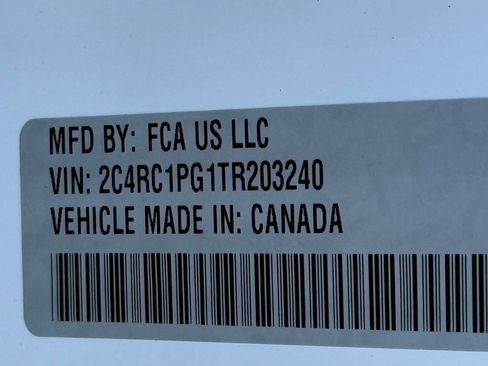 MFD BY: FCA US LLC
VIN: 2C4RC1PG1TR203240
VEHICLE MADE IN: CANADA